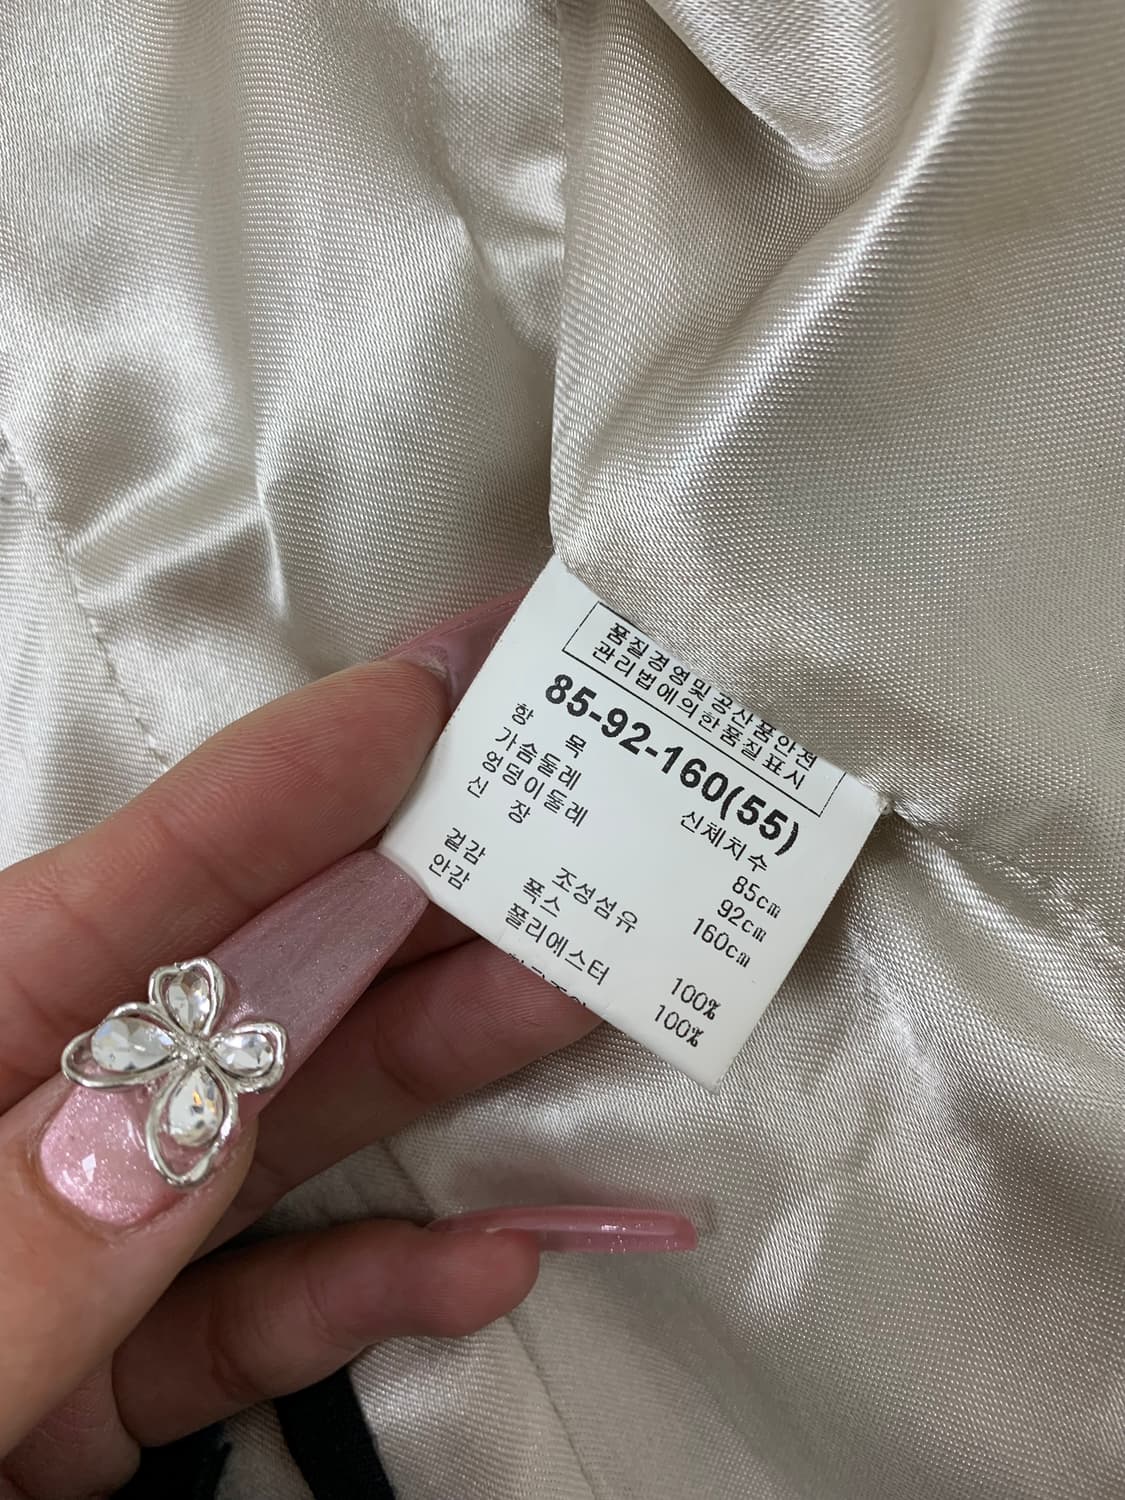 품질경영및공산품안전
관리법에의한품질표시
85-92-160(55)
항 목 신체치수
가슴둘레 85cm
엉덩이둘레 92cm
신 장 160cm
조성섬유
겉감 폭스 100%
안감 폴리에스터 100%